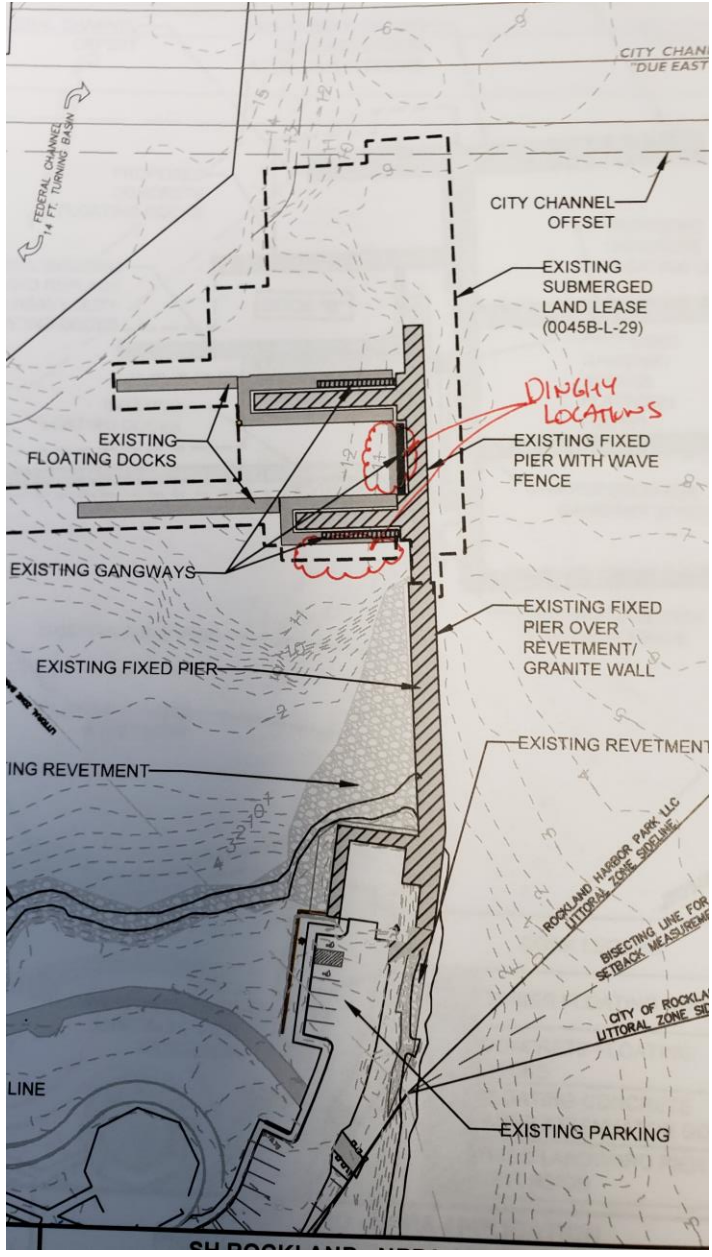 CITY CHAN
"DUE EAST
FEDERAL CHANNEL
14 FT. TURNING BASIN
CITY CHANNEL
OFFSET
EXISTING
SUBMERGED
LAND LEASE
(0045B-L-29)
DINGHY
LOCATIONS
EXISTING
FLOATING DOCKS
EXISTING FIXED
PIER WITH WAVE
FENCE
EXISTING GANGWAYS
EXISTING FIXED
PIER OVER
REVETMENT/
GRANITE WALL
EXISTING FIXED PIER
EXISTING REVETMENT
TING REVETMENT
ROCKLAND HARBOR PARK LLC
LITTORAL ZONE SIDELINE
BISECTING LINE FOR
SETBACK MEASUREME
CITY OF ROCKLA
LITTORAL ZONE SID
LINE
EXISTING PARKING